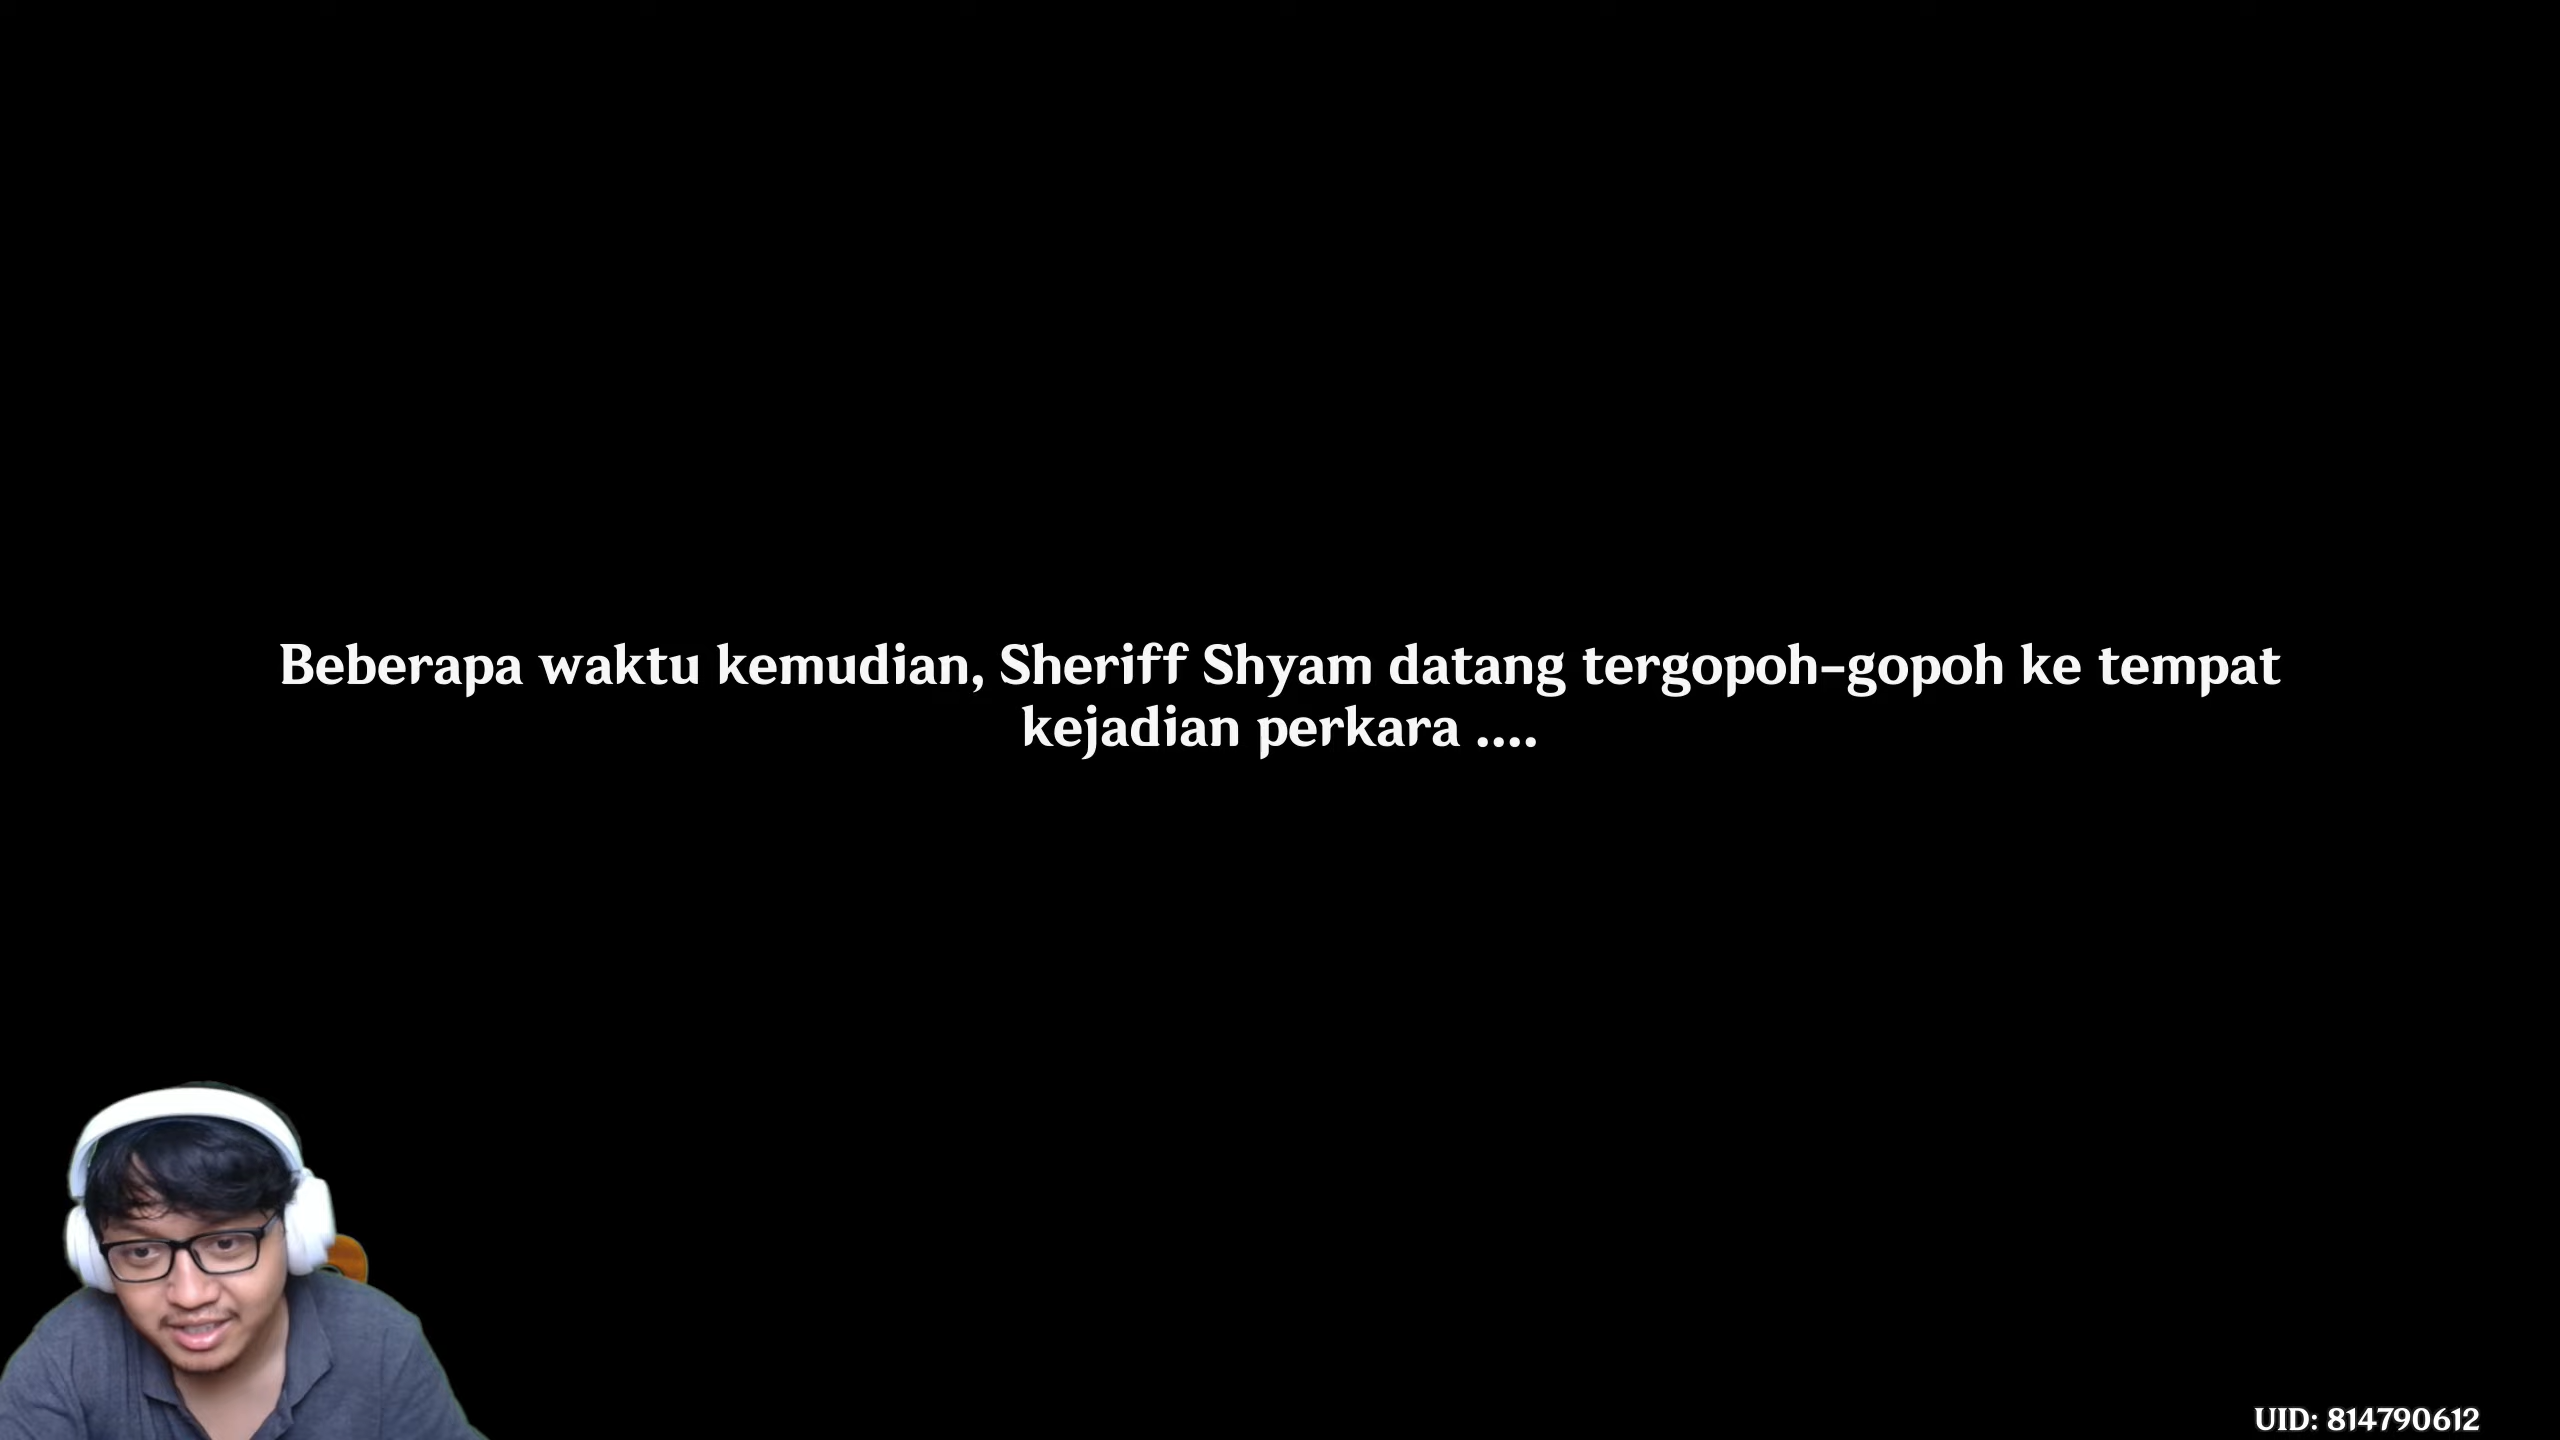 Beberapa waktu kemudian, Sheriff Shyam datang tergopoh-gopoh ke tempat
kejadian perkara ....
UID: 814790612